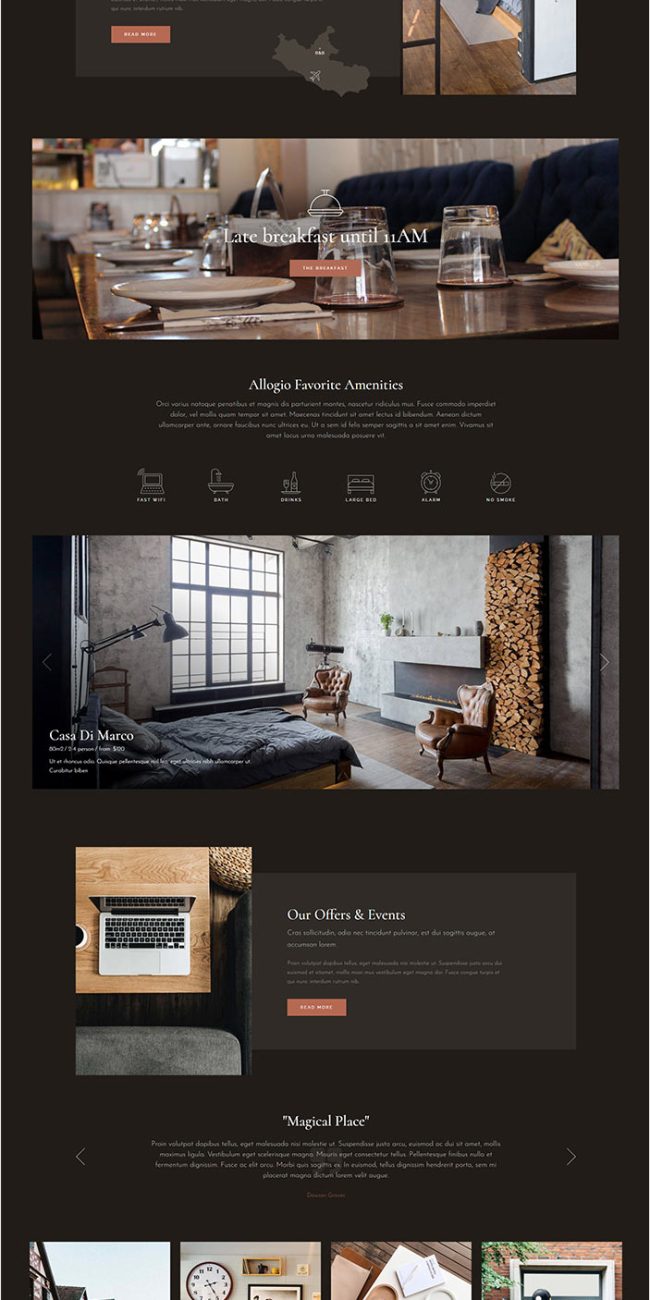 qui nunc interdum rutrum nib.
READ MORE
B&B
Late breakfast until 11AM
THE BREAKFAST
Allogio Favorite Amenities
Orci varius natoque penatibus et magnis dis parturient montes, nascetur ridiculus mus. Fusce commodo imperdiet
dolor, vel mollis quam tempor sit amet. Maecenas tincidunt sit amet lectus id bibendum. Aenean dictum
ullamcorper ante, ornare faucibus nunc ultrices eu. Ut a sem id felis semper sagittis a sit amet enim. Vivamus sit
amet lacus urna malesuada posuere vit.
FAST WIFI
BATH
DRINKS
LARGE BED
ALARM
NO SMOKE
Casa Di Marco
80m2 / 2-4 person / from $120
Ut et rhoncus odio. Quisque pellentesque nisl leo, eget ultricies nibh ullamcorper ut.
Curabitur biben
Our Offers & Events
Cras sollicitudin, odio nec tincidunt pulvinar, est dui sagittis augue, at
accumsan lorem.
Proin volutpat dapibus tellus, eget malesuada nisi molestie ut. Suspendisse justo arcu dui
euismod et sitamet, mollis maxi mus vestibulum eget magna dio. Fusce congue turpis at
qui nunc interdum rutrum nib.
READ MORE
"Magical Place"
Proin volutpat dapibus tellus, eget malesuada nisi molestie ut. Suspendisse justo arcu, euismod ac dui sit amet, mollis
maximus ligula. Vestibulum eget scelerisque magna. Mauris eget consectetur tellus. Pellentesque finibus nulla et
fermentum dignissim. Fusce ac elit arcu. Morbi quis sagittis ex. In euismod, tellus dignissim hendrerit porta, sem mi
placerat magna dictum lorem velit augue.